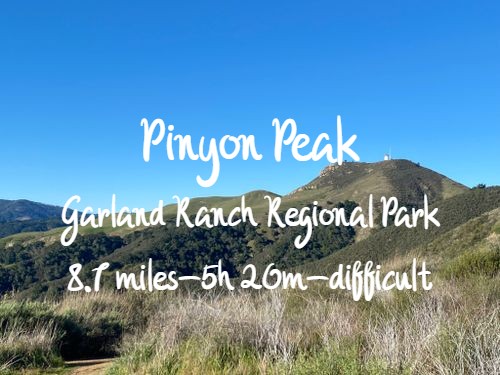 Pinyon Peak
Garland Ranch Regional Park
8.7 miles–5h 20m–difficult